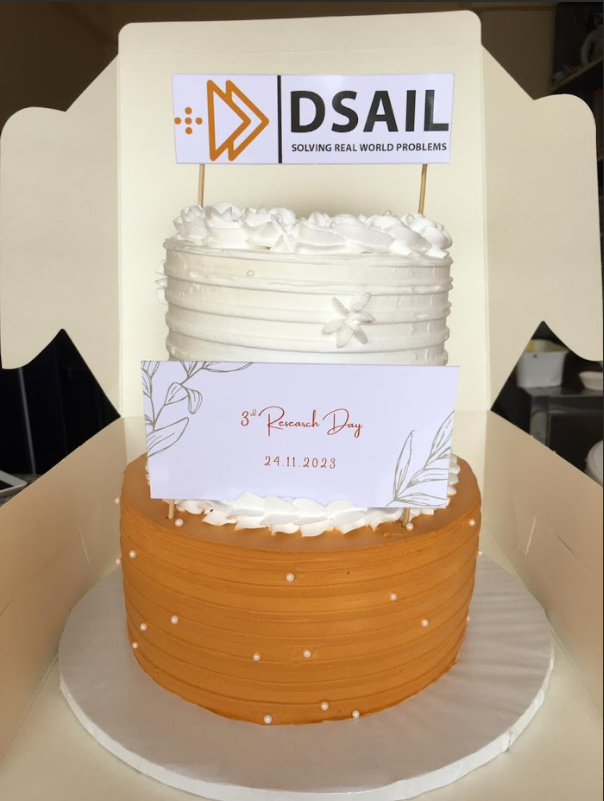 DSAIL
SOLVING REAL WORLD PROBLEMS
3rd Research Day
24.11.2023